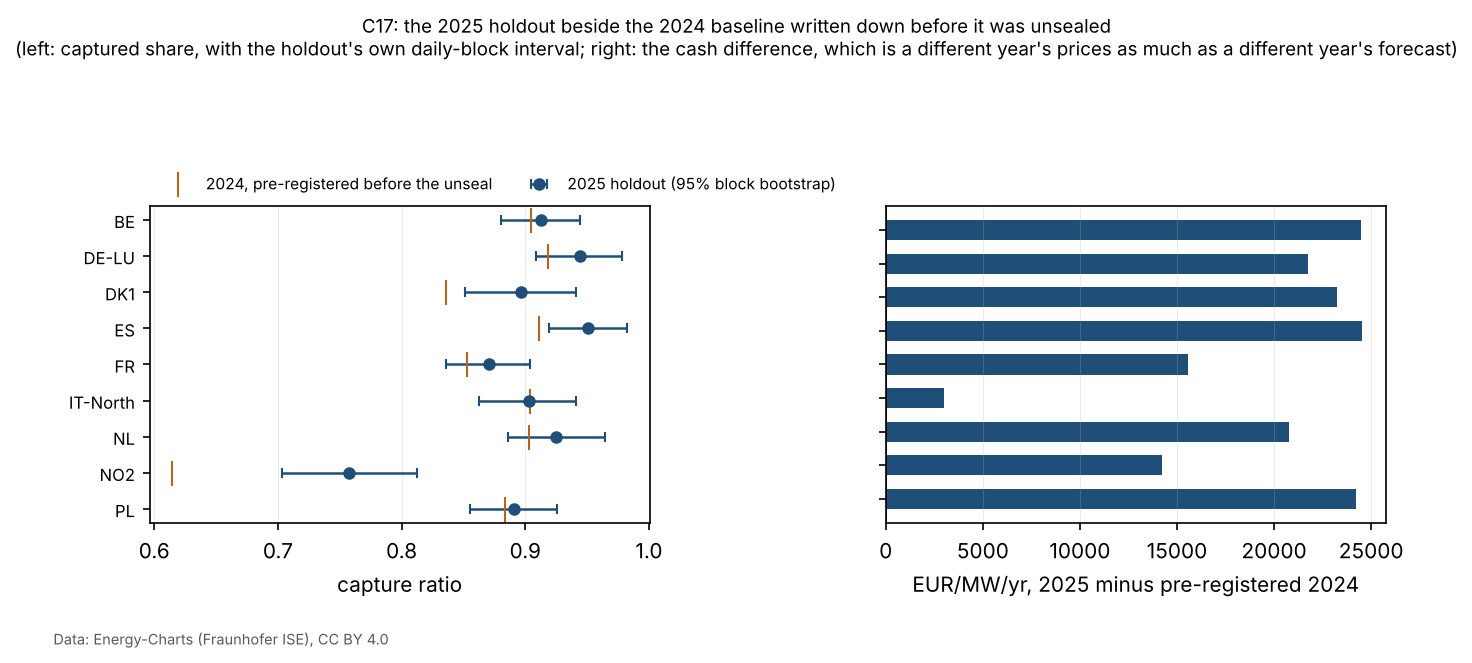 C17: the 2025 holdout beside the 2024 baseline written down before it was unsealed
(left: captured share, with the holdout's own daily-block interval; right: the cash difference, which is a different year's prices as much as a different year's forecast)
2024, pre-registered before the unseal
2025 holdout (95% block bootstrap)
BE
DE-LU
DK1
ES
FR
IT-North
NL
NO2
PL
0.6 0.7 0.8 0.9 1.0
capture ratio
0 5000 10000 15000 20000 25000
EUR/MW/yr, 2025 minus pre-registered 2024
Data: Energy-Charts (Fraunhofer ISE), CC BY 4.0